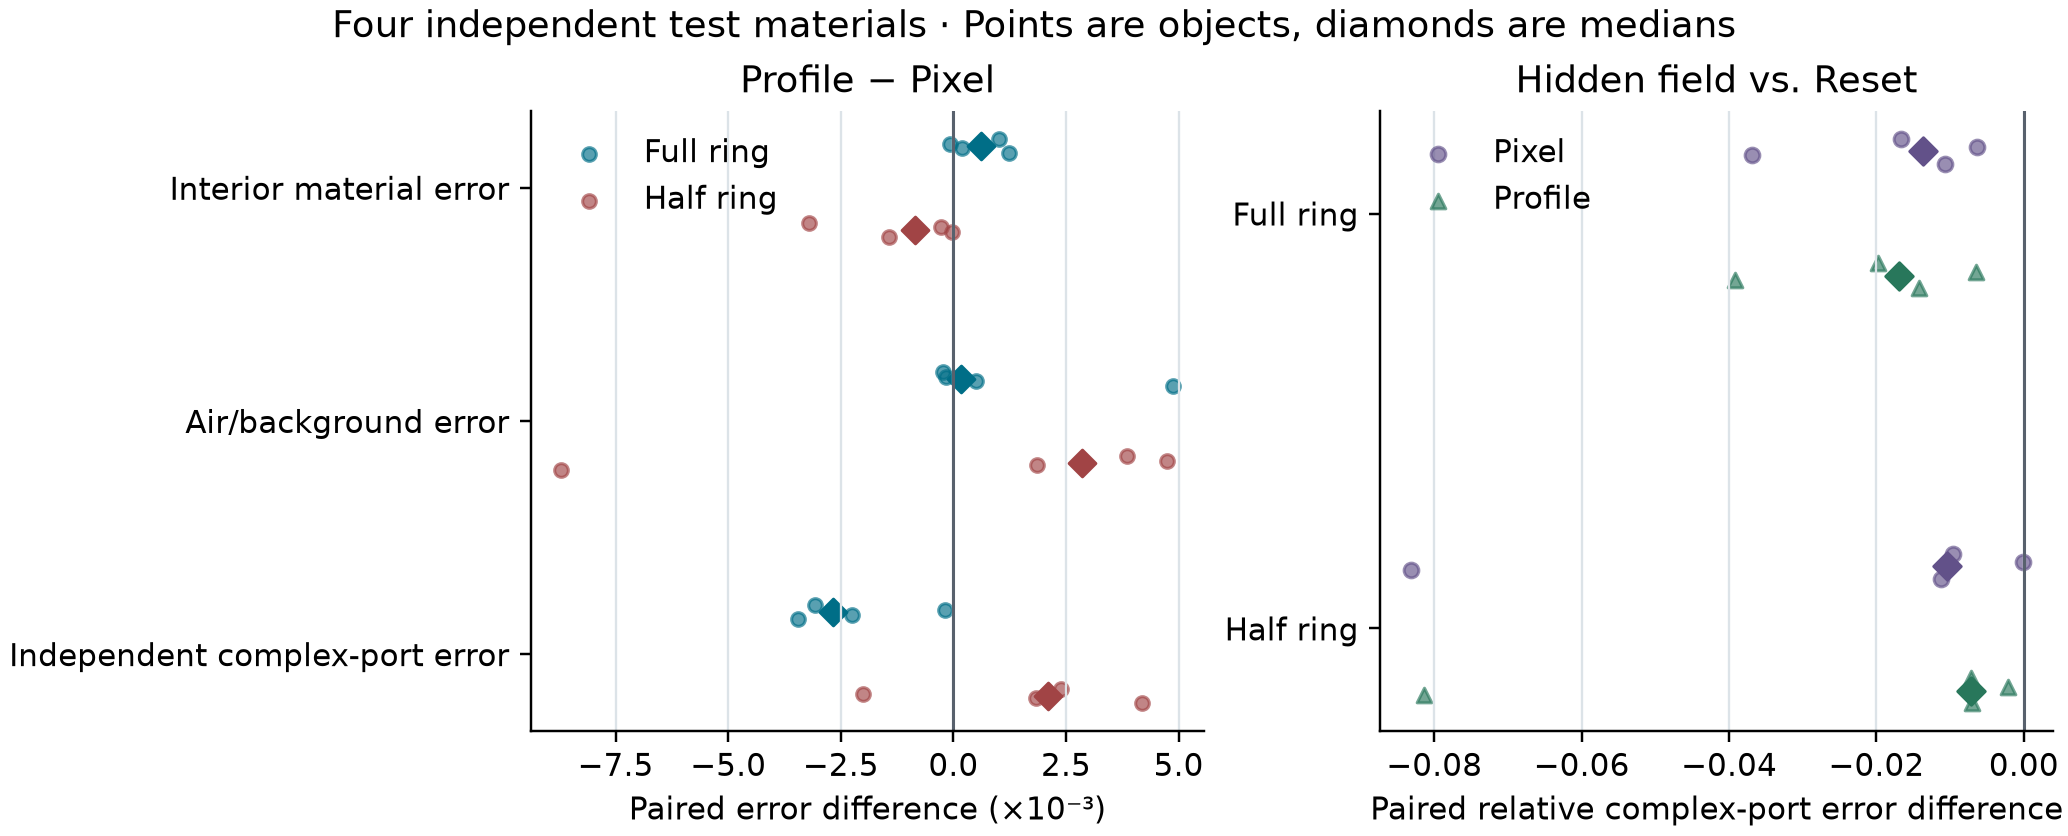 Four independent test materials · Points are objects, diamonds are medians
Profile − Pixel
Full ring
Half ring
Interior material error
Air/background error
Independent complex-port error
−7.5
−5.0
−2.5
0.0
2.5
5.0
Paired error difference (×10⁻³)
Hidden field vs. Reset
Pixel
Profile
Full ring
Half ring
−0.08
−0.06
−0.04
−0.02
0.00
Paired relative complex-port error difference